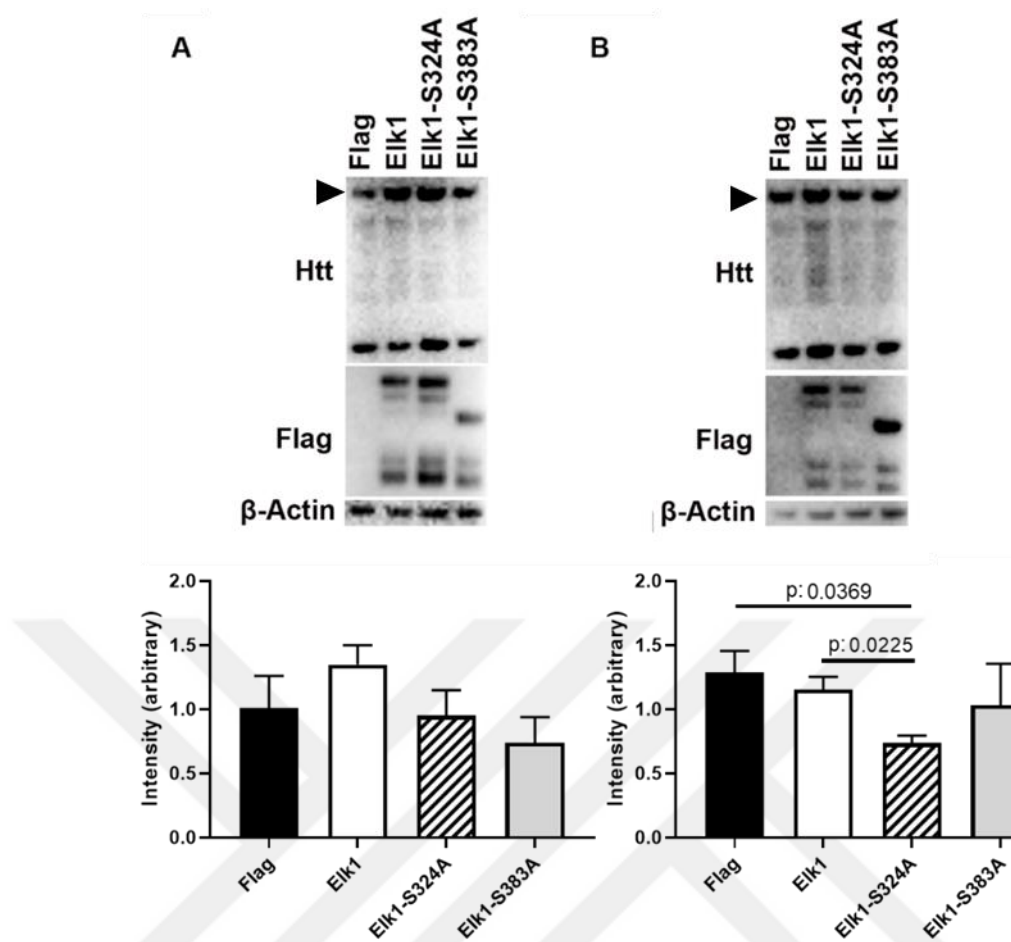 A
Flag
Elk1
Elk1-S324A
Elk1-S383A
Htt
Flag
β-Actin
B
Flag
Elk1
Elk1-S324A
Elk1-S383A
Htt
Flag
β-Actin
Intensity (arbitrary)
2.0
1.5
1.0
0.5
0.0
Flag
Elk1
Elk1-S324A
Elk1-S383A
Intensity (arbitrary)
2.0
1.5
1.0
0.5
0.0
p: 0.0369
p: 0.0225
Flag
Elk1
Elk1-S324A
Elk1-S383A